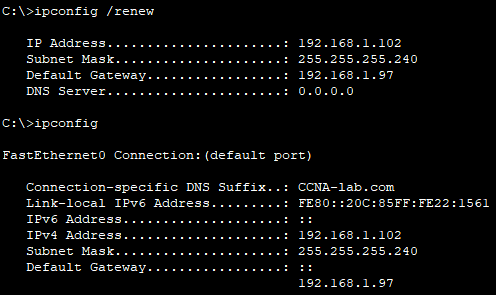 C:\>ipconfig /renew
IP Address......................: 192.168.1.102
Subnet Mask.....................: 255.255.255.240
Default Gateway.................: 192.168.1.97
DNS Server......................: 0.0.0.0
C:\>ipconfig
FastEthernet0 Connection:(default port)
Connection-specific DNS Suffix..: CCNA-lab.com
Link-local IPv6 Address.........: FE80::20C:85FF:FE22:1561
IPv6 Address....................: ::
IPv4 Address....................: 192.168.1.102
Subnet Mask.....................: 255.255.255.240
Default Gateway.................: ::
192.168.1.97